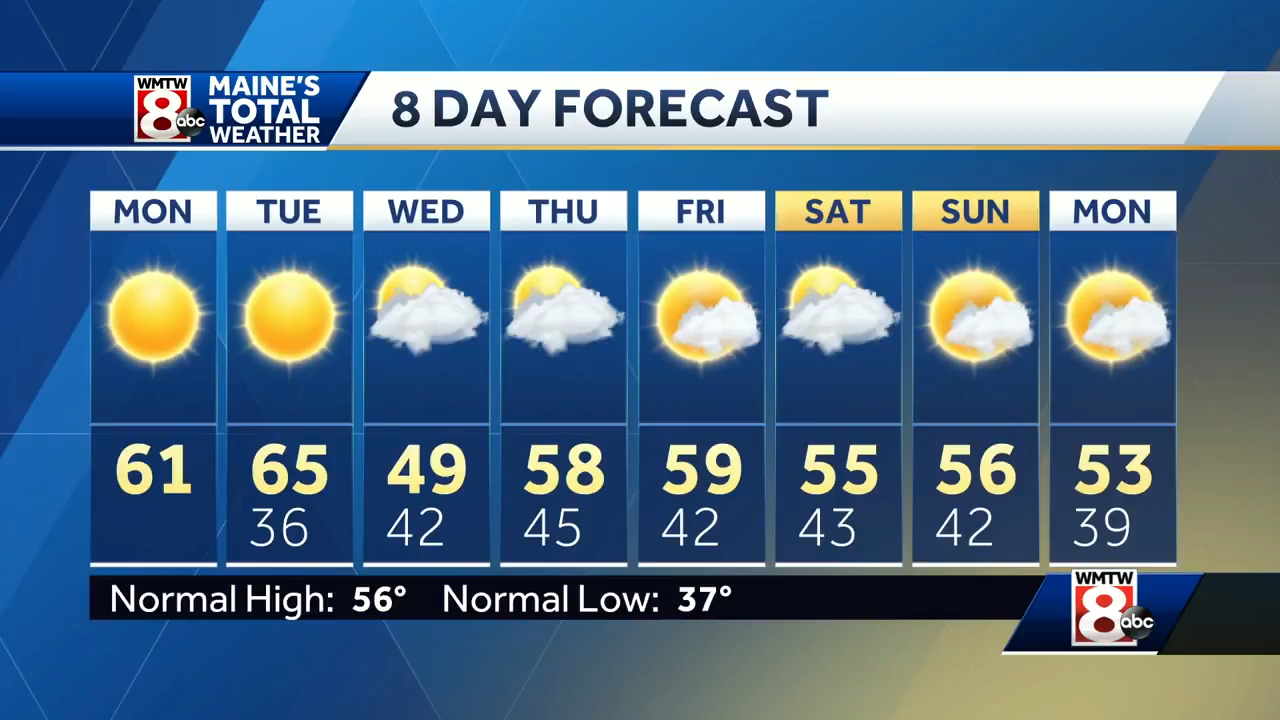 WMTW
8
abc
MAINE'S
TOTAL
WEATHER
8 DAY FORECAST
MON TUE WED THU FRI SAT SUN MON
61 65 49 58 59 55 56 53
36 42 45 42 43 42 39
Normal High: 56° Normal Low: 37°
WMTW
8
abc